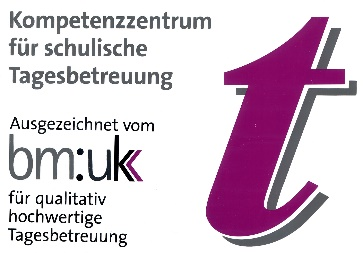 Kompetenzzentrum
für schulische
Tagesbetreuung
t
Ausgezeichnet vom
bm:uk
für qualitativ
hochwertige
Tagesbetreuung